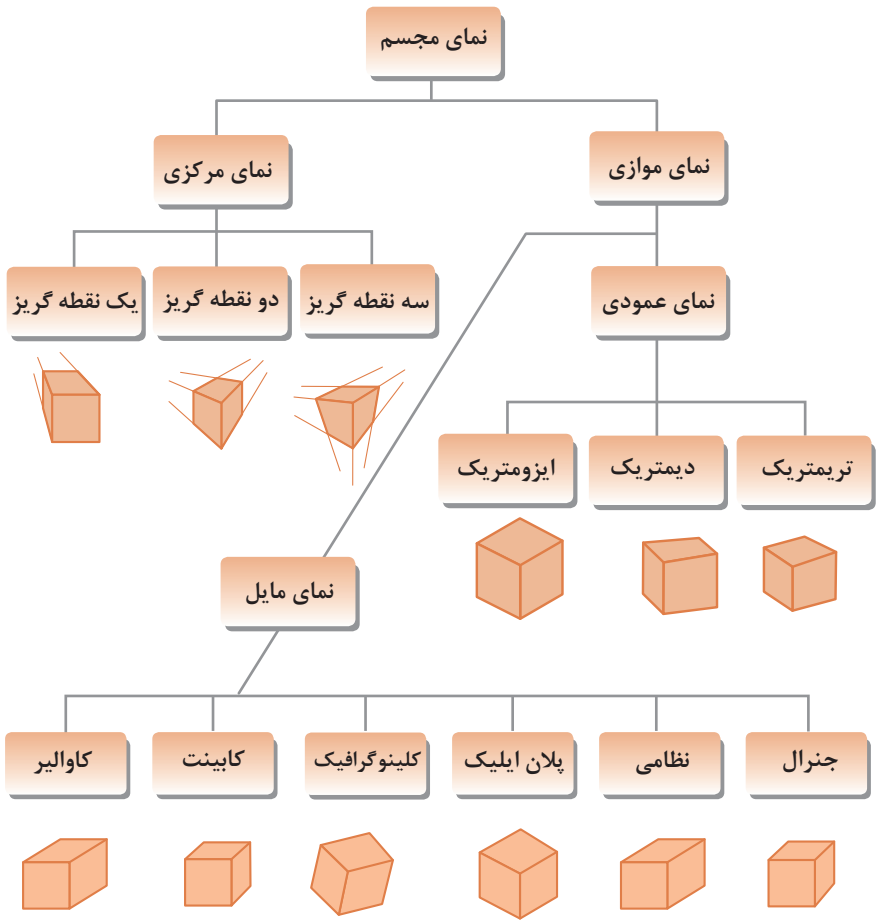 نمای مجسم
نمای موازی
نمای مرکزی
نمای عمودی
سه نقطه گریز
دو نقطه گریز
یک نقطه گریز
تریمتریک
دیمتریک
ایزومتریک
نمای مایل
جنرال
نظامی
پلان ایلیک
کلینوگرافیک
کابینت
کاوالیر